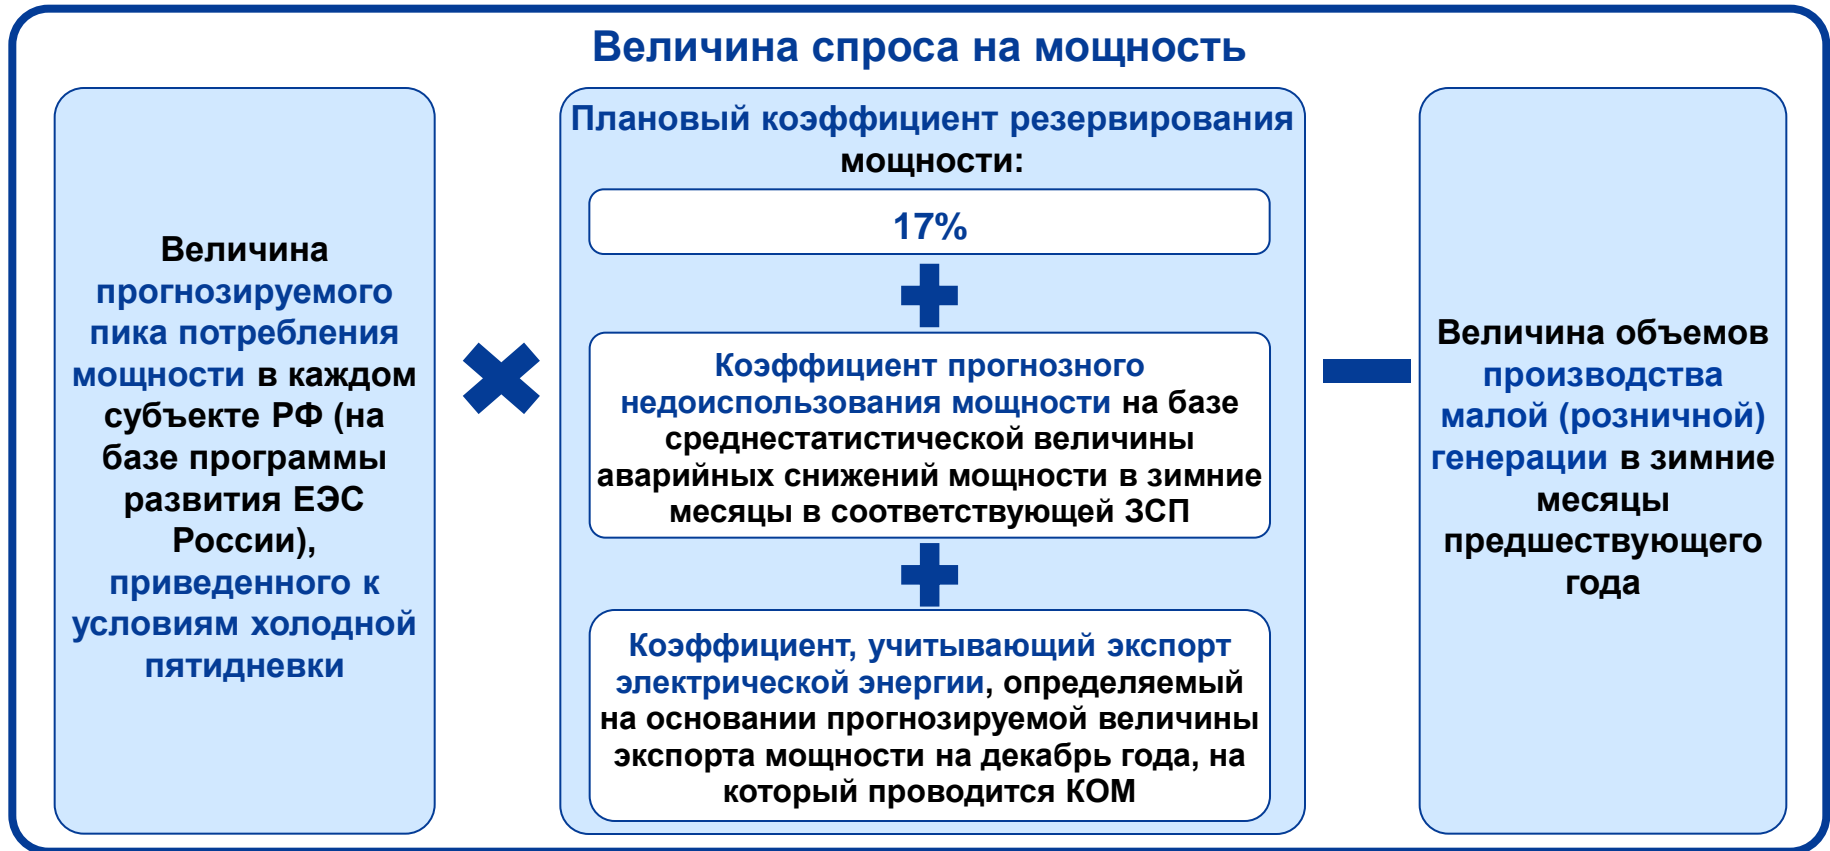 Величина спроса на мощность
Величина
прогнозируемого
пика потребления
мощности в каждом
субъекте РФ (на
базе программы
развития ЕЭС
России),
приведенного к
условиям холодной
пятидневки
Плановый коэффициент резервирования
мощности:
17%
Коэффициент прогнозного
недоиспользования мощности на базе
среднестатистической величины
аварийных снижений мощности в зимние
месяцы в соответствующей ЗСП
Коэффициент, учитывающий экспорт
электрической энергии, определяемый
на основании прогнозируемой величины
экспорта мощности на декабрь года, на
который проводится КОМ
Величина объемов
производства
малой (розничной)
генерации в зимние
месяцы
предшествующего
года